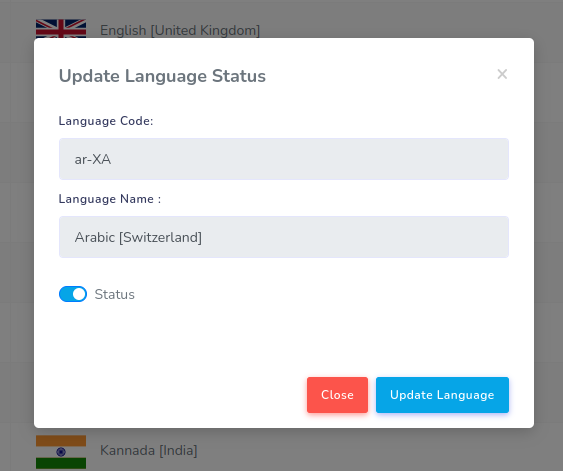 English [United Kingdom]
Update Language Status
×
Language Code:
ar-XA
Language Name :
Arabic [Switzerland]
Status
Close
Update Language
Kannada [India]